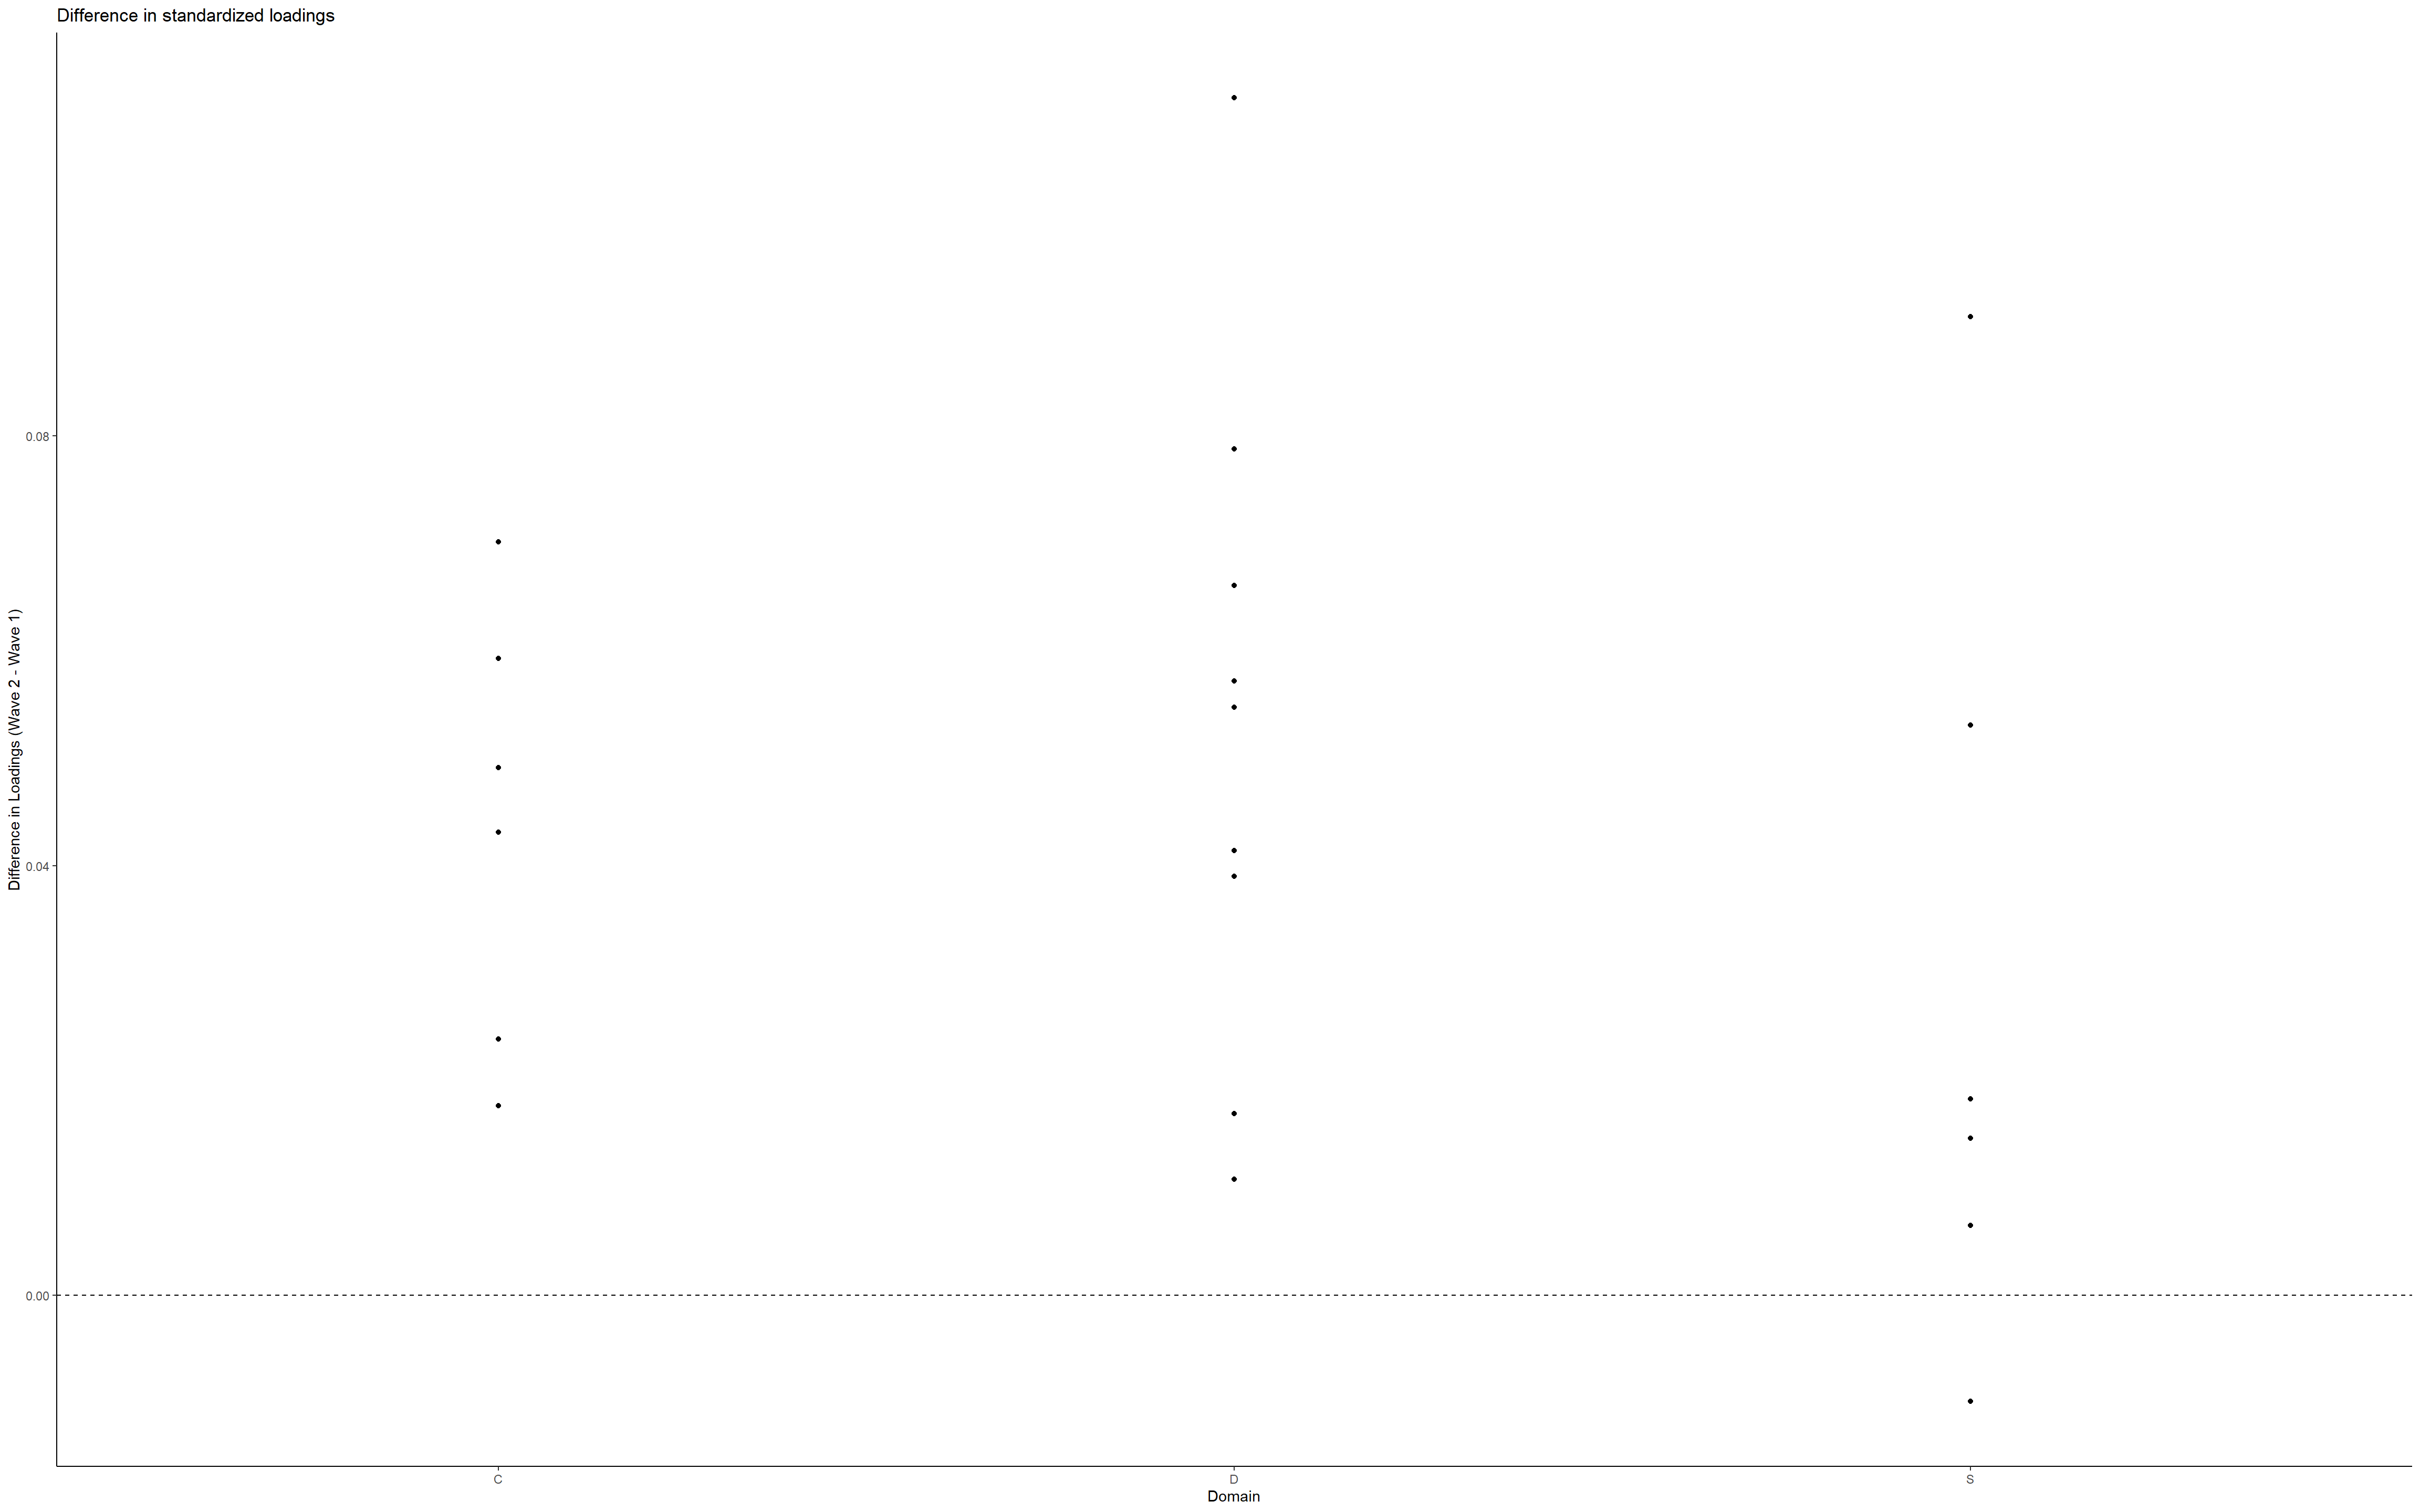 Difference in standardized loadings
Difference in Loadings (Wave 2 - Wave 1)
0.08
0.04
0.00
C
D
S
Domain